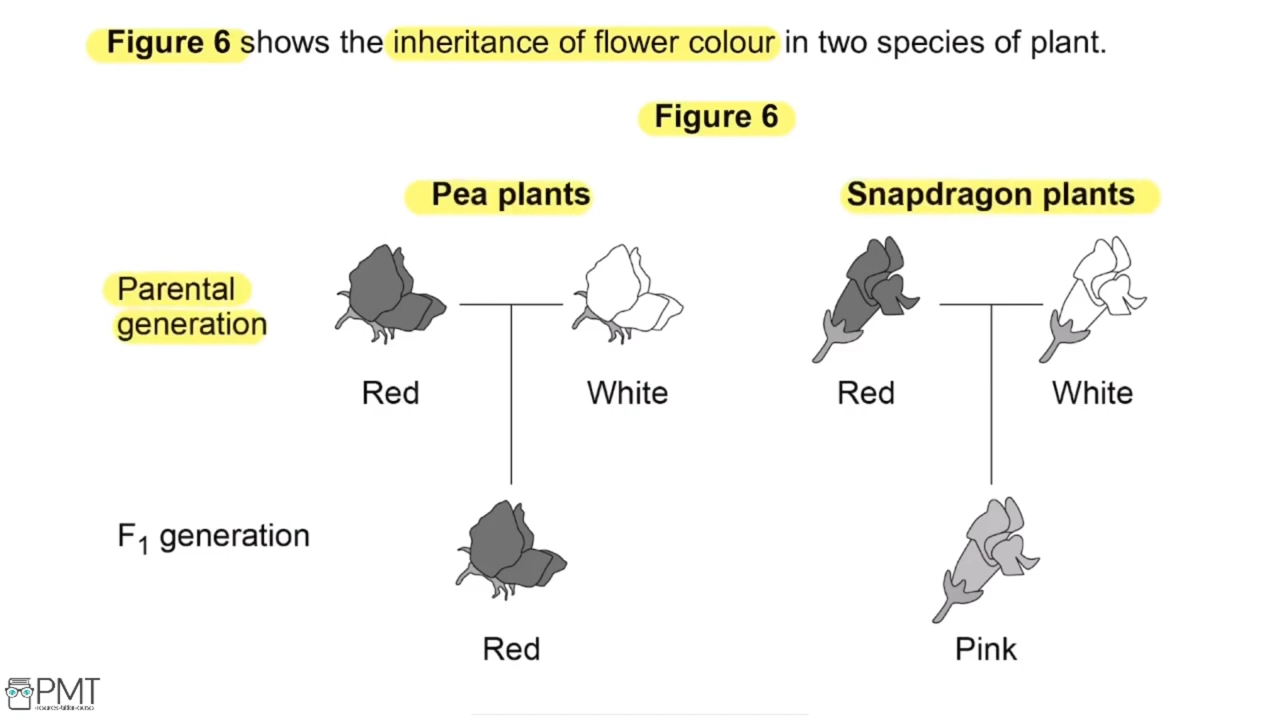 Figure 6 shows the inheritance of flower colour in two species of plant.
Figure 6
Pea plants
Snapdragon plants
Parental
generation
Red
White
Red
White
F₁ generation
Red
Pink
PMT